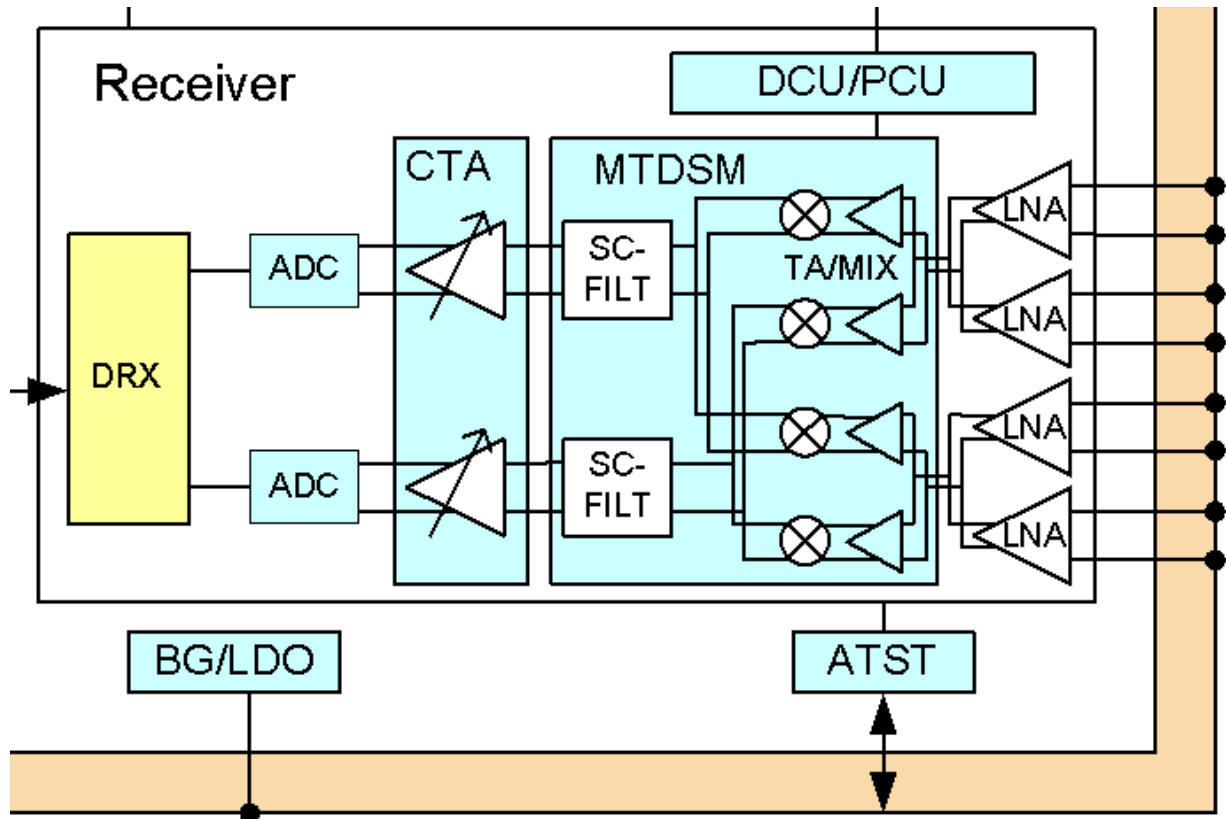 Receiver
DCU/PCU
CTA
MTDSM
LNA
SC-
FILT
TA/MIX
ADC
LNA
DRX
LNA
SC-
FILT
ADC
LNA
BG/LDO
ATST